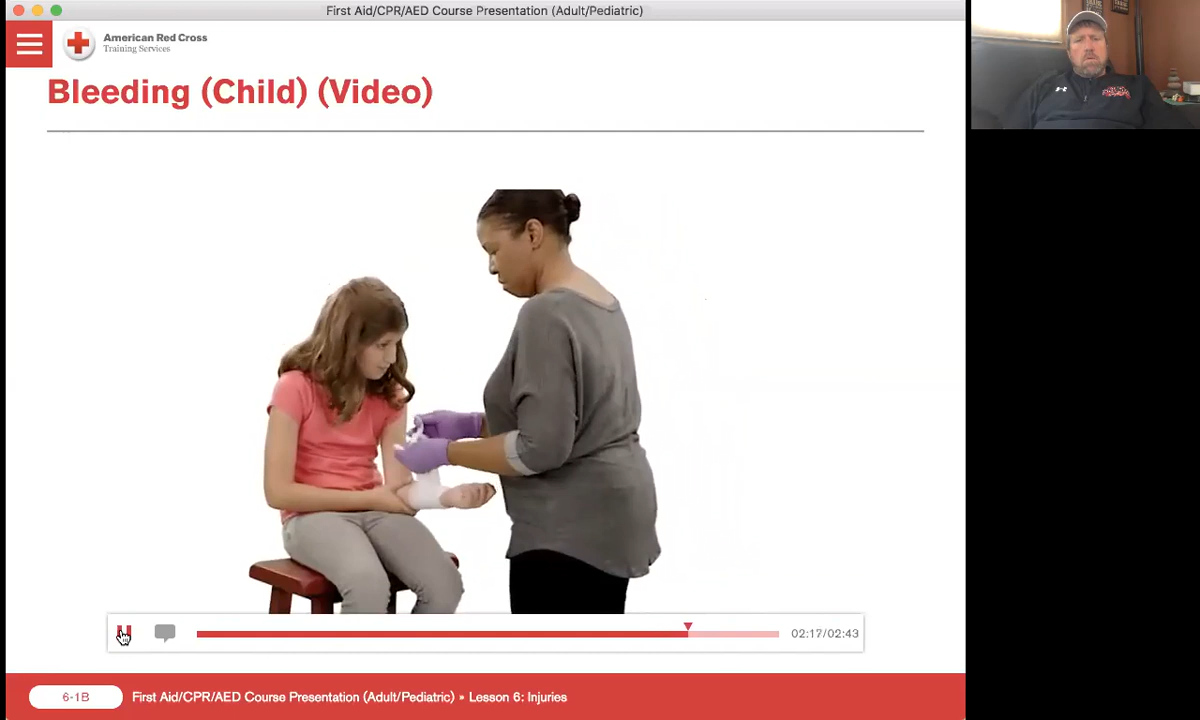 First Aid/CPR/AED Course Presentation (Adult/Pediatric)
American Red Cross
Training Services
Bleeding (Child) (Video)
02:17/02:43
6-1B
First Aid/CPR/AED Course Presentation (Adult/Pediatric) • Lesson 6: Injuries